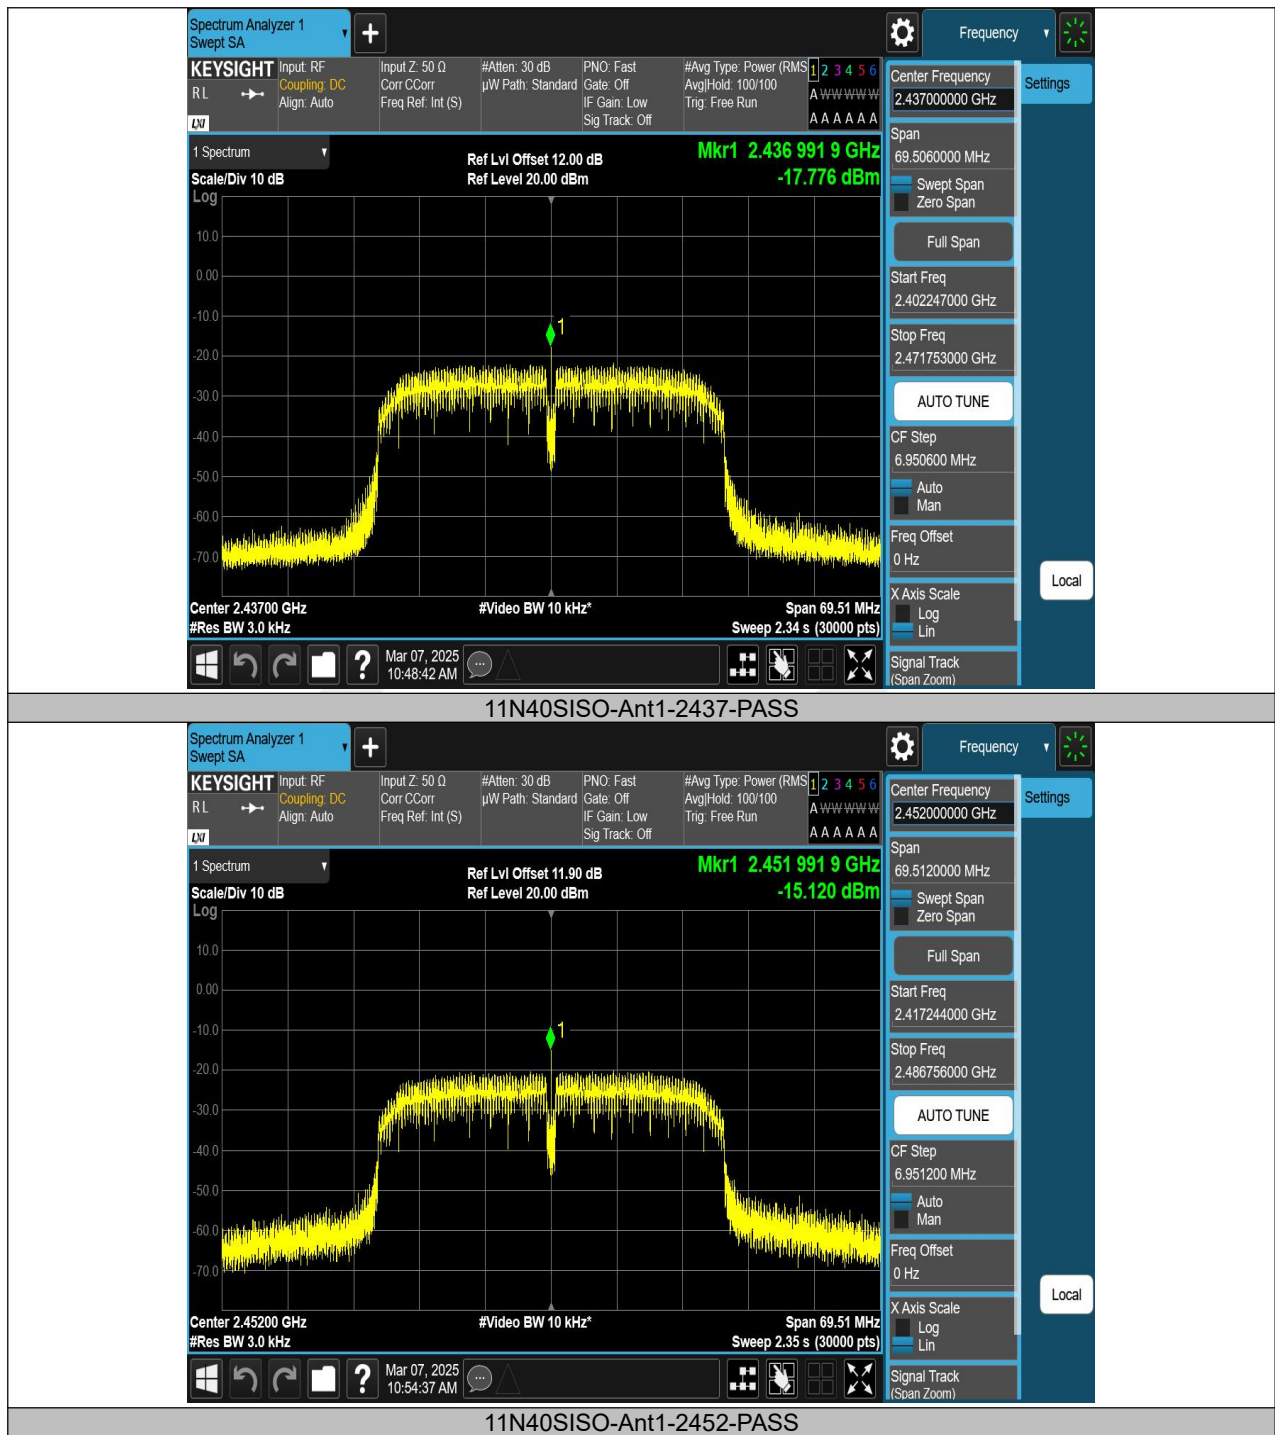 Spectrum Analyzer 1
Swept SA
+
Frequency
KEYSIGHT
RL
LXI
Input: RF
Coupling: DC
Align: Auto
Input Z: 50 Ω
Corr CCorr
Freq Ref: Int (S)
#Atten: 30 dB
µW Path: Standard
PNO: Fast
Gate: Off
IF Gain: Low
Sig Track: Off
#Avg Type: Power (RMS
Avg|Hold: 100/100
Trig: Free Run
1 2 3 4 5 6
A W W W W W
A A A A A A
Center Frequency
2.437000000 GHz
Settings
Span
69.5060000 MHz
Swept Span
Zero Span
Full Span
Start Freq
2.402247000 GHz
Stop Freq
2.471753000 GHz
AUTO TUNE
CF Step
6.950600 MHz
Auto
Man
Freq Offset
0 Hz
X Axis Scale
Log
Lin
Signal Track
(Span Zoom)
Local
1 Spectrum
Scale/Div 10 dB
Ref Lvl Offset 12.00 dB
Ref Level 20.00 dBm
Mkr1 2.436 991 9 GHz
-17.776 dBm
Log
10.0
0.00
-10.0
-20.0
-30.0
-40.0
-50.0
-60.0
-70.0
1
Center 2.43700 GHz
#Res BW 3.0 kHz
#Video BW 10 kHz*
Span 69.51 MHz
Sweep 2.34 s (30000 pts)
?
Mar 07, 2025
10:48:42 AM
11N40SISO-Ant1-2437-PASS
Spectrum Analyzer 1
Swept SA
+
Frequency
KEYSIGHT
RL
LXI
Input: RF
Coupling: DC
Align: Auto
Input Z: 50 Ω
Corr CCorr
Freq Ref: Int (S)
#Atten: 30 dB
µW Path: Standard
PNO: Fast
Gate: Off
IF Gain: Low
Sig Track: Off
#Avg Type: Power (RMS
Avg|Hold: 100/100
Trig: Free Run
1 2 3 4 5 6
A W W W W W
A A A A A A
Center Frequency
2.452000000 GHz
Settings
Span
69.5120000 MHz
Swept Span
Zero Span
Full Span
Start Freq
2.417244000 GHz
Stop Freq
2.486756000 GHz
AUTO TUNE
CF Step
6.951200 MHz
Auto
Man
Freq Offset
0 Hz
X Axis Scale
Log
Lin
Signal Track
(Span Zoom)
Local
1 Spectrum
Scale/Div 10 dB
Ref Lvl Offset 11.90 dB
Ref Level 20.00 dBm
Mkr1 2.451 991 9 GHz
-15.120 dBm
Log
10.0
0.00
-10.0
-20.0
-30.0
-40.0
-50.0
-60.0
-70.0
1
Center 2.45200 GHz
#Res BW 3.0 kHz
#Video BW 10 kHz*
Span 69.51 MHz
Sweep 2.35 s (30000 pts)
?
Mar 07, 2025
10:54:37 AM
11N40SISO-Ant1-2452-PASS